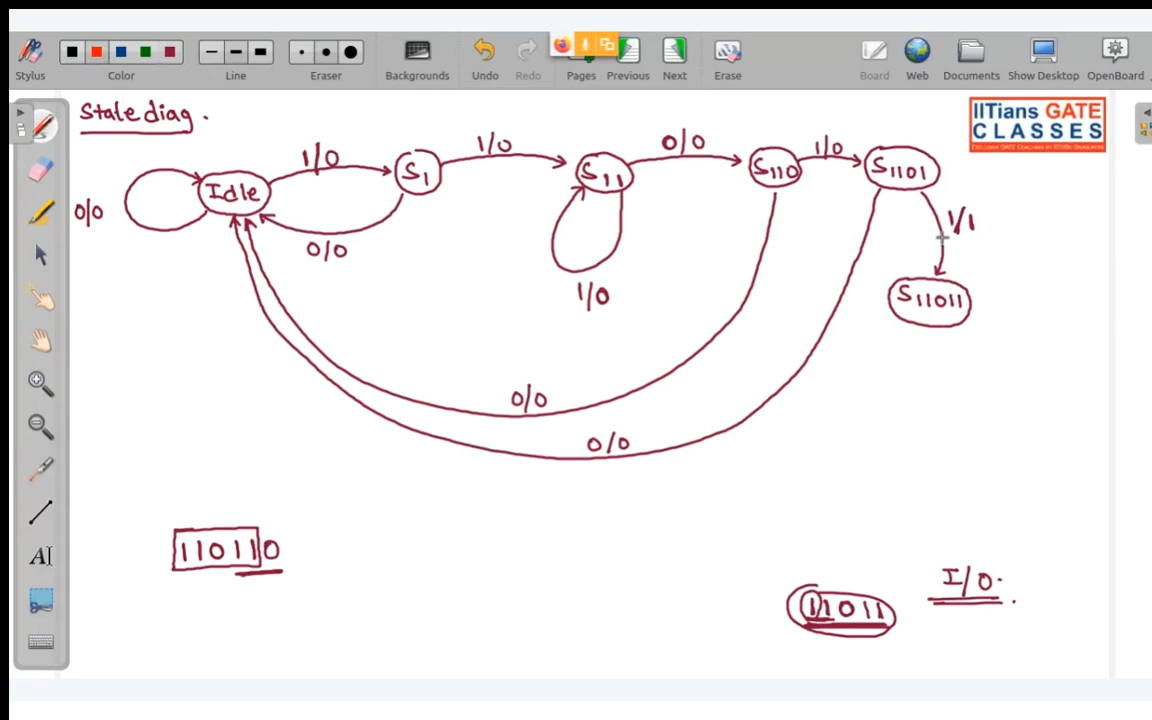 Stylus Color Line Eraser Backgrounds Undo Redo Pages Previous Next Erase Board Web Documents Show Desktop OpenBoard
State diag.
IITians GATE
CLASSES
1/0
1/0
0/0
1/0
Idle
S1
S11
S110
S1101
0/0
0/0
1/1
1/0
S11011
0/0
0/0
110110
11011
I/O.
A